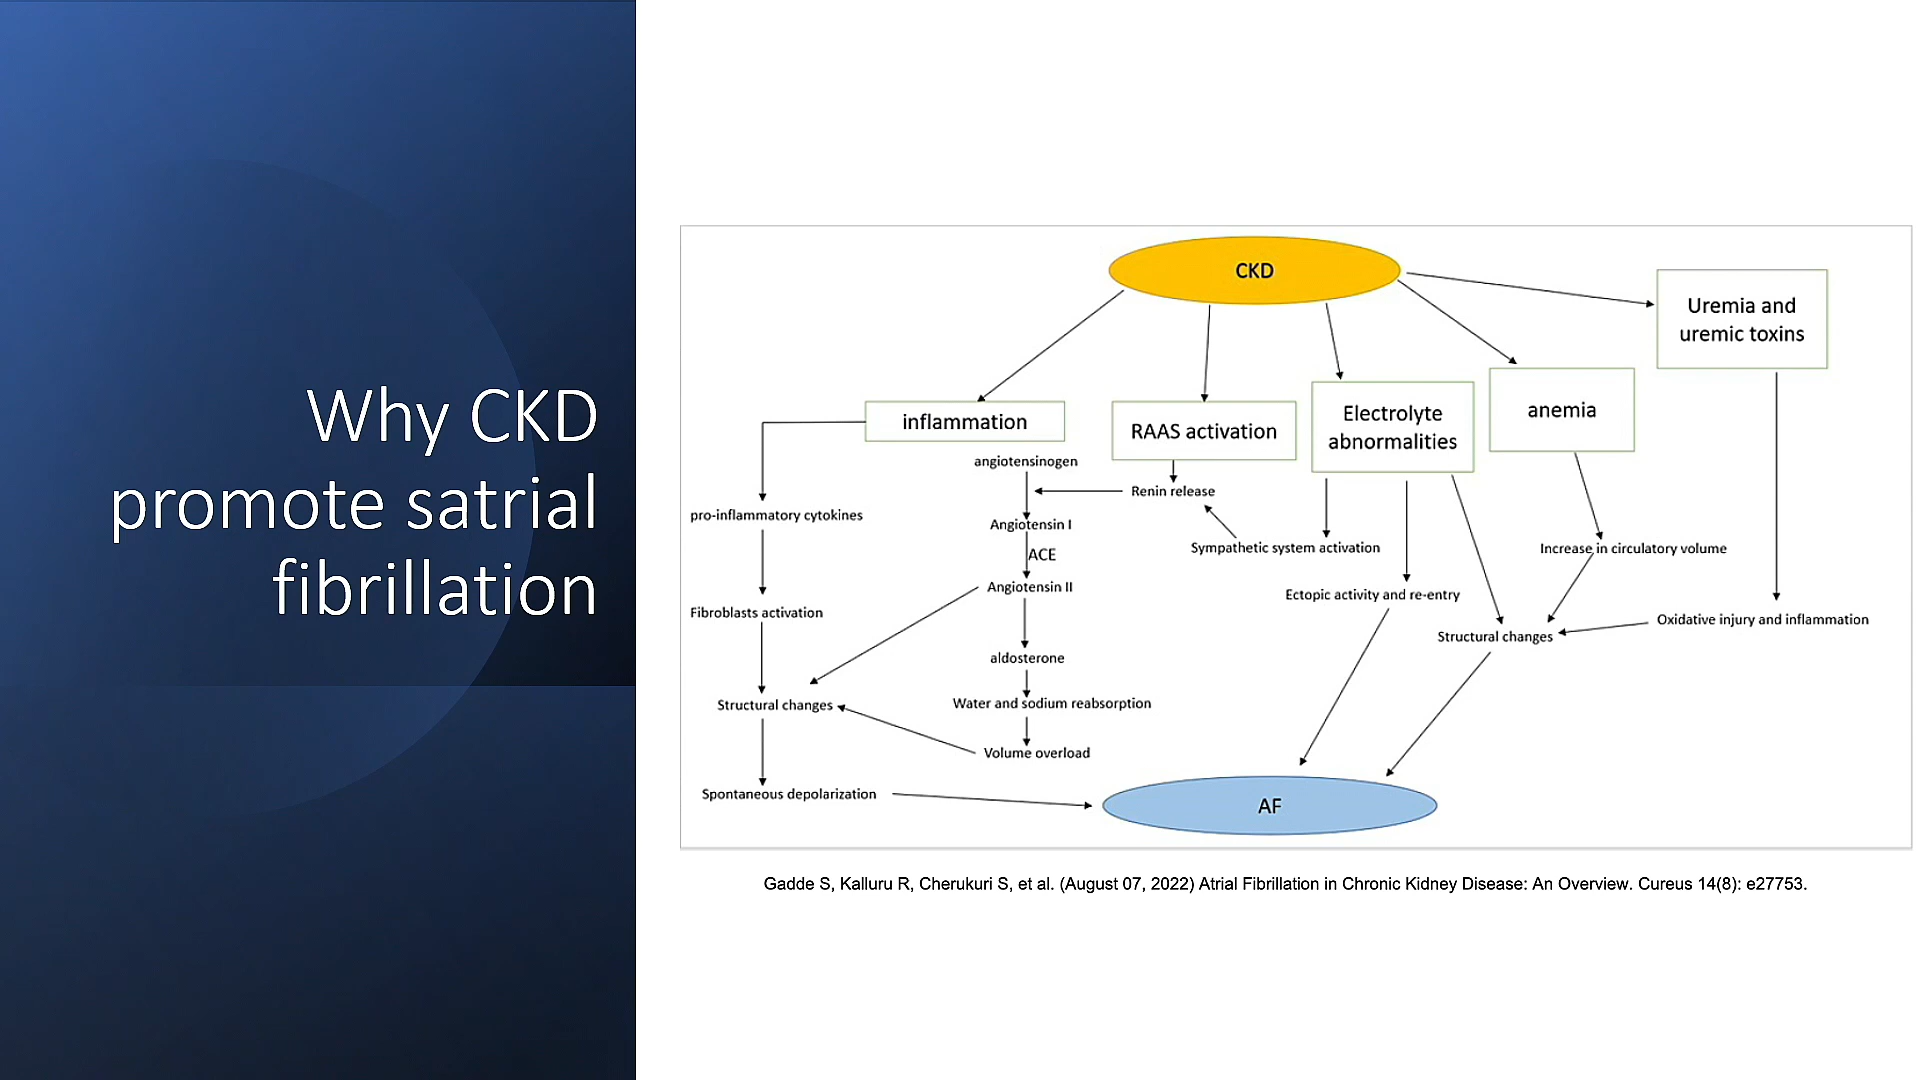 Why CKD
promote satrial
fibrillation
CKD
Uremia and
uremic toxins
inflammation
RAAS activation
Electrolyte
abnormalities
anemia
angiotensinogen
Renin release
pro-inflammatory cytokines
Angiotensin I
Sympathetic system activation
Increase in circulatory volume
ACE
Angiotensin II
Ectopic activity and re-entry
Fibroblasts activation
Oxidative injury and inflammation
Structural changes
aldosterone
Structural changes
Water and sodium reabsorption
Volume overload
Spontaneous depolarization
AF
Gadde S, Kalluru R, Cherukuri S, et al. (August 07, 2022) Atrial Fibrillation in Chronic Kidney Disease: An Overview. Cureus 14(8): e27753.